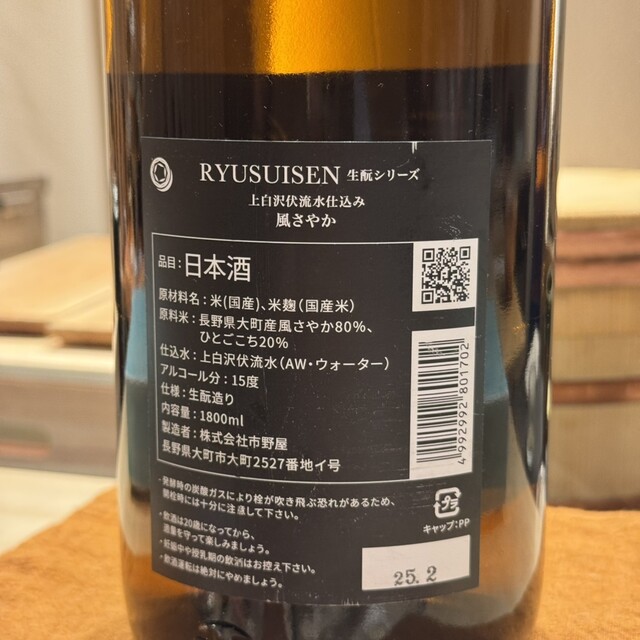 RYUSUISEN 生酛シリーズ
上白沢伏流水仕込み
風さやか
品目：日本酒
原材料名：米(国産)、米麹(国産米)
原料米：長野県大町産風さやか80%、
ひとごこち20%
仕込水：上白沢伏流水(AW・ウォーター)
アルコール分：15度
仕様：生酛造り
内容量：1800ml
製造者：株式会社市野屋
長野県大町市大町2527番地イ号
・発酵時の炭酸ガスにより栓が吹き飛ぶ恐れがあるため、
開栓時には十分に注意して下さい。
・飲酒は20歳になってから、
適量を守って楽しみましょう。
・妊娠中や授乳期の飲酒はお控え下さい。
・飲酒運転は絶対にやめましょう。
4992992801702
プラ
キャップ：PP
25.2